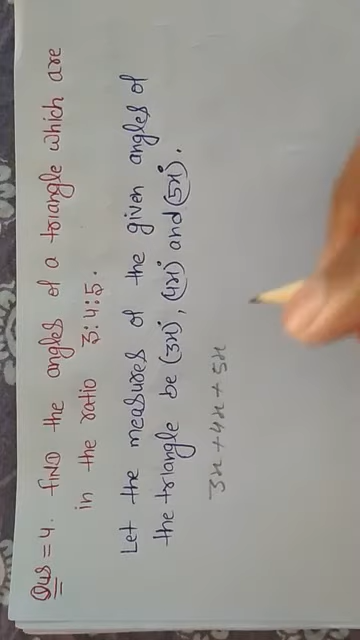 Qus = 4. FIND the angles of a triangle which are
in the ratio 3:4:5.
Let the measures of the given angles of
the triangle be (3x)°, (4x)° and (5x)°.
3x + 4x + 5x